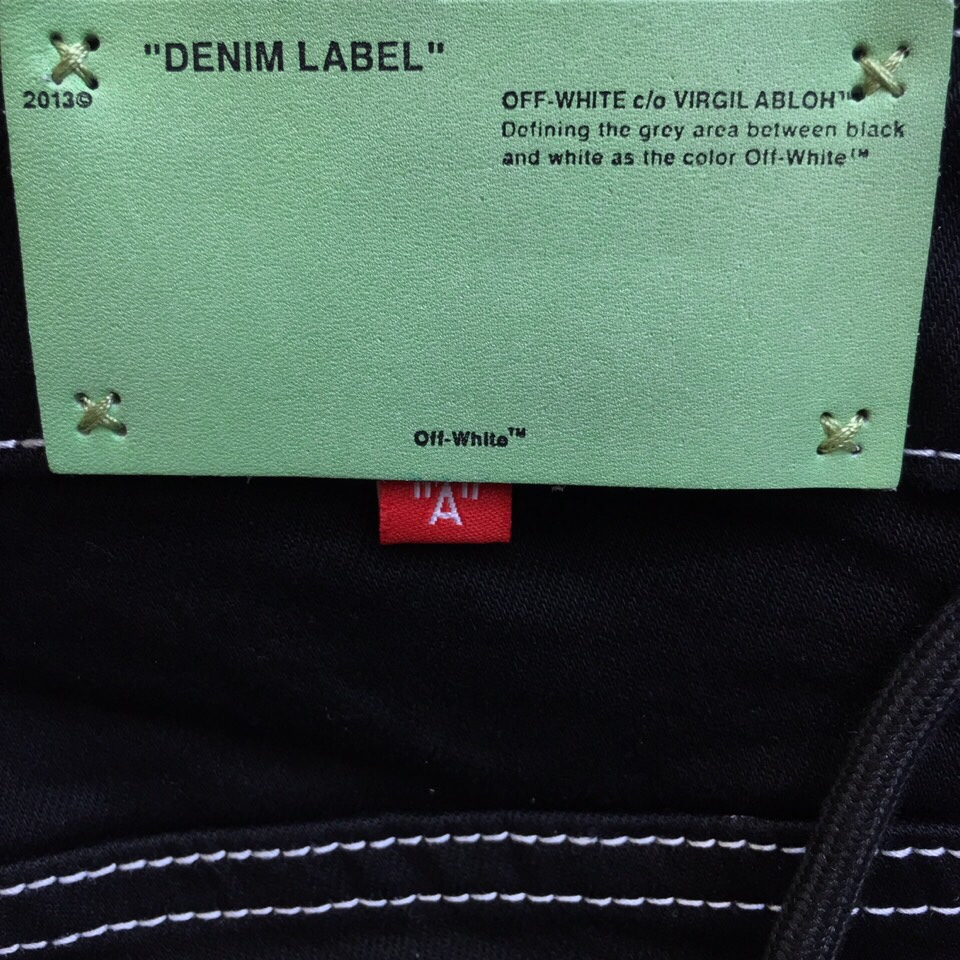 "DENIM LABEL"
2013©
OFF-WHITE c/o VIRGIL ABLOH™
Defining the grey area between black
and white as the color Off-White™
Off-White™
"A"